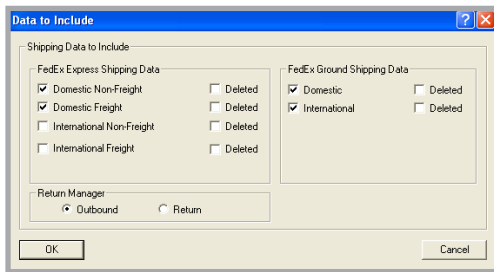 Data to Include
Shipping Data to Include
FedEx Express Shipping Data
Domestic Non-Freight Deleted
Domestic Freight Deleted
International Non-Freight Deleted
International Freight Deleted
FedEx Ground Shipping Data
Domestic Deleted
International Deleted
Return Manager
Outbound Return
OK Cancel